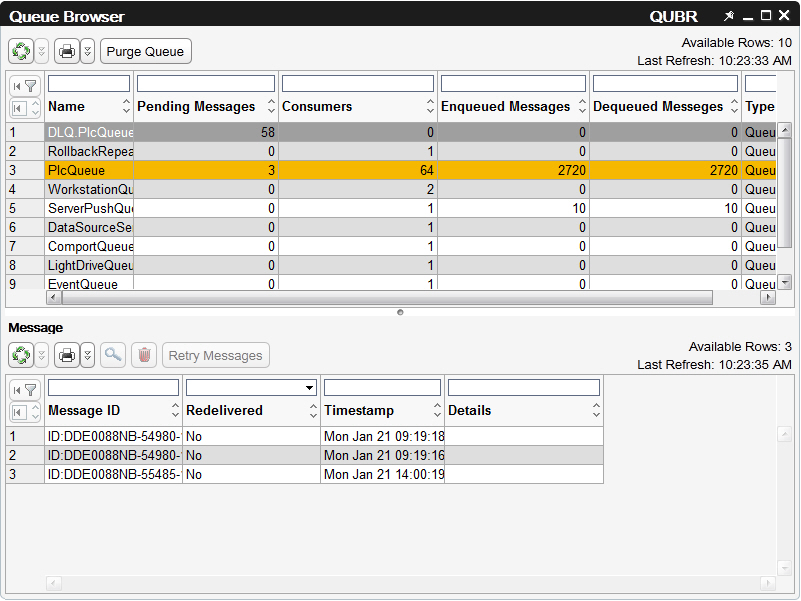 Queue Browser QUBR
Purge Queue
Available Rows: 10
Last Refresh: 10:23:33 AM
Name Pending Messages Consumers Enqueued Messages Dequeued Messeges Type
1 DLQ.PlcQueue 58 0 0 0 Queu
2 RollbackRepea 0 1 0 0 Queu
3 PlcQueue 3 64 2720 2720 Queu
4 WorkstationQu 0 2 0 0 Queu
5 ServerPushQu 0 1 10 10 Queu
6 DataSourceSe 0 1 0 0 Queu
7 ComportQueue 0 1 0 0 Queu
8 LightDriveQueu 0 1 0 0 Queu
9 EventQueue 0 1 0 0 Queu
Message
Retry Messages
Available Rows: 3
Last Refresh: 10:23:35 AM
Message ID Redelivered Timestamp Details
1 ID:DDE0088NB-54980- No Mon Jan 21 09:19:18
2 ID:DDE0088NB-54980- No Mon Jan 21 09:19:16
3 ID:DDE0088NB-55485- No Mon Jan 21 14:00:19